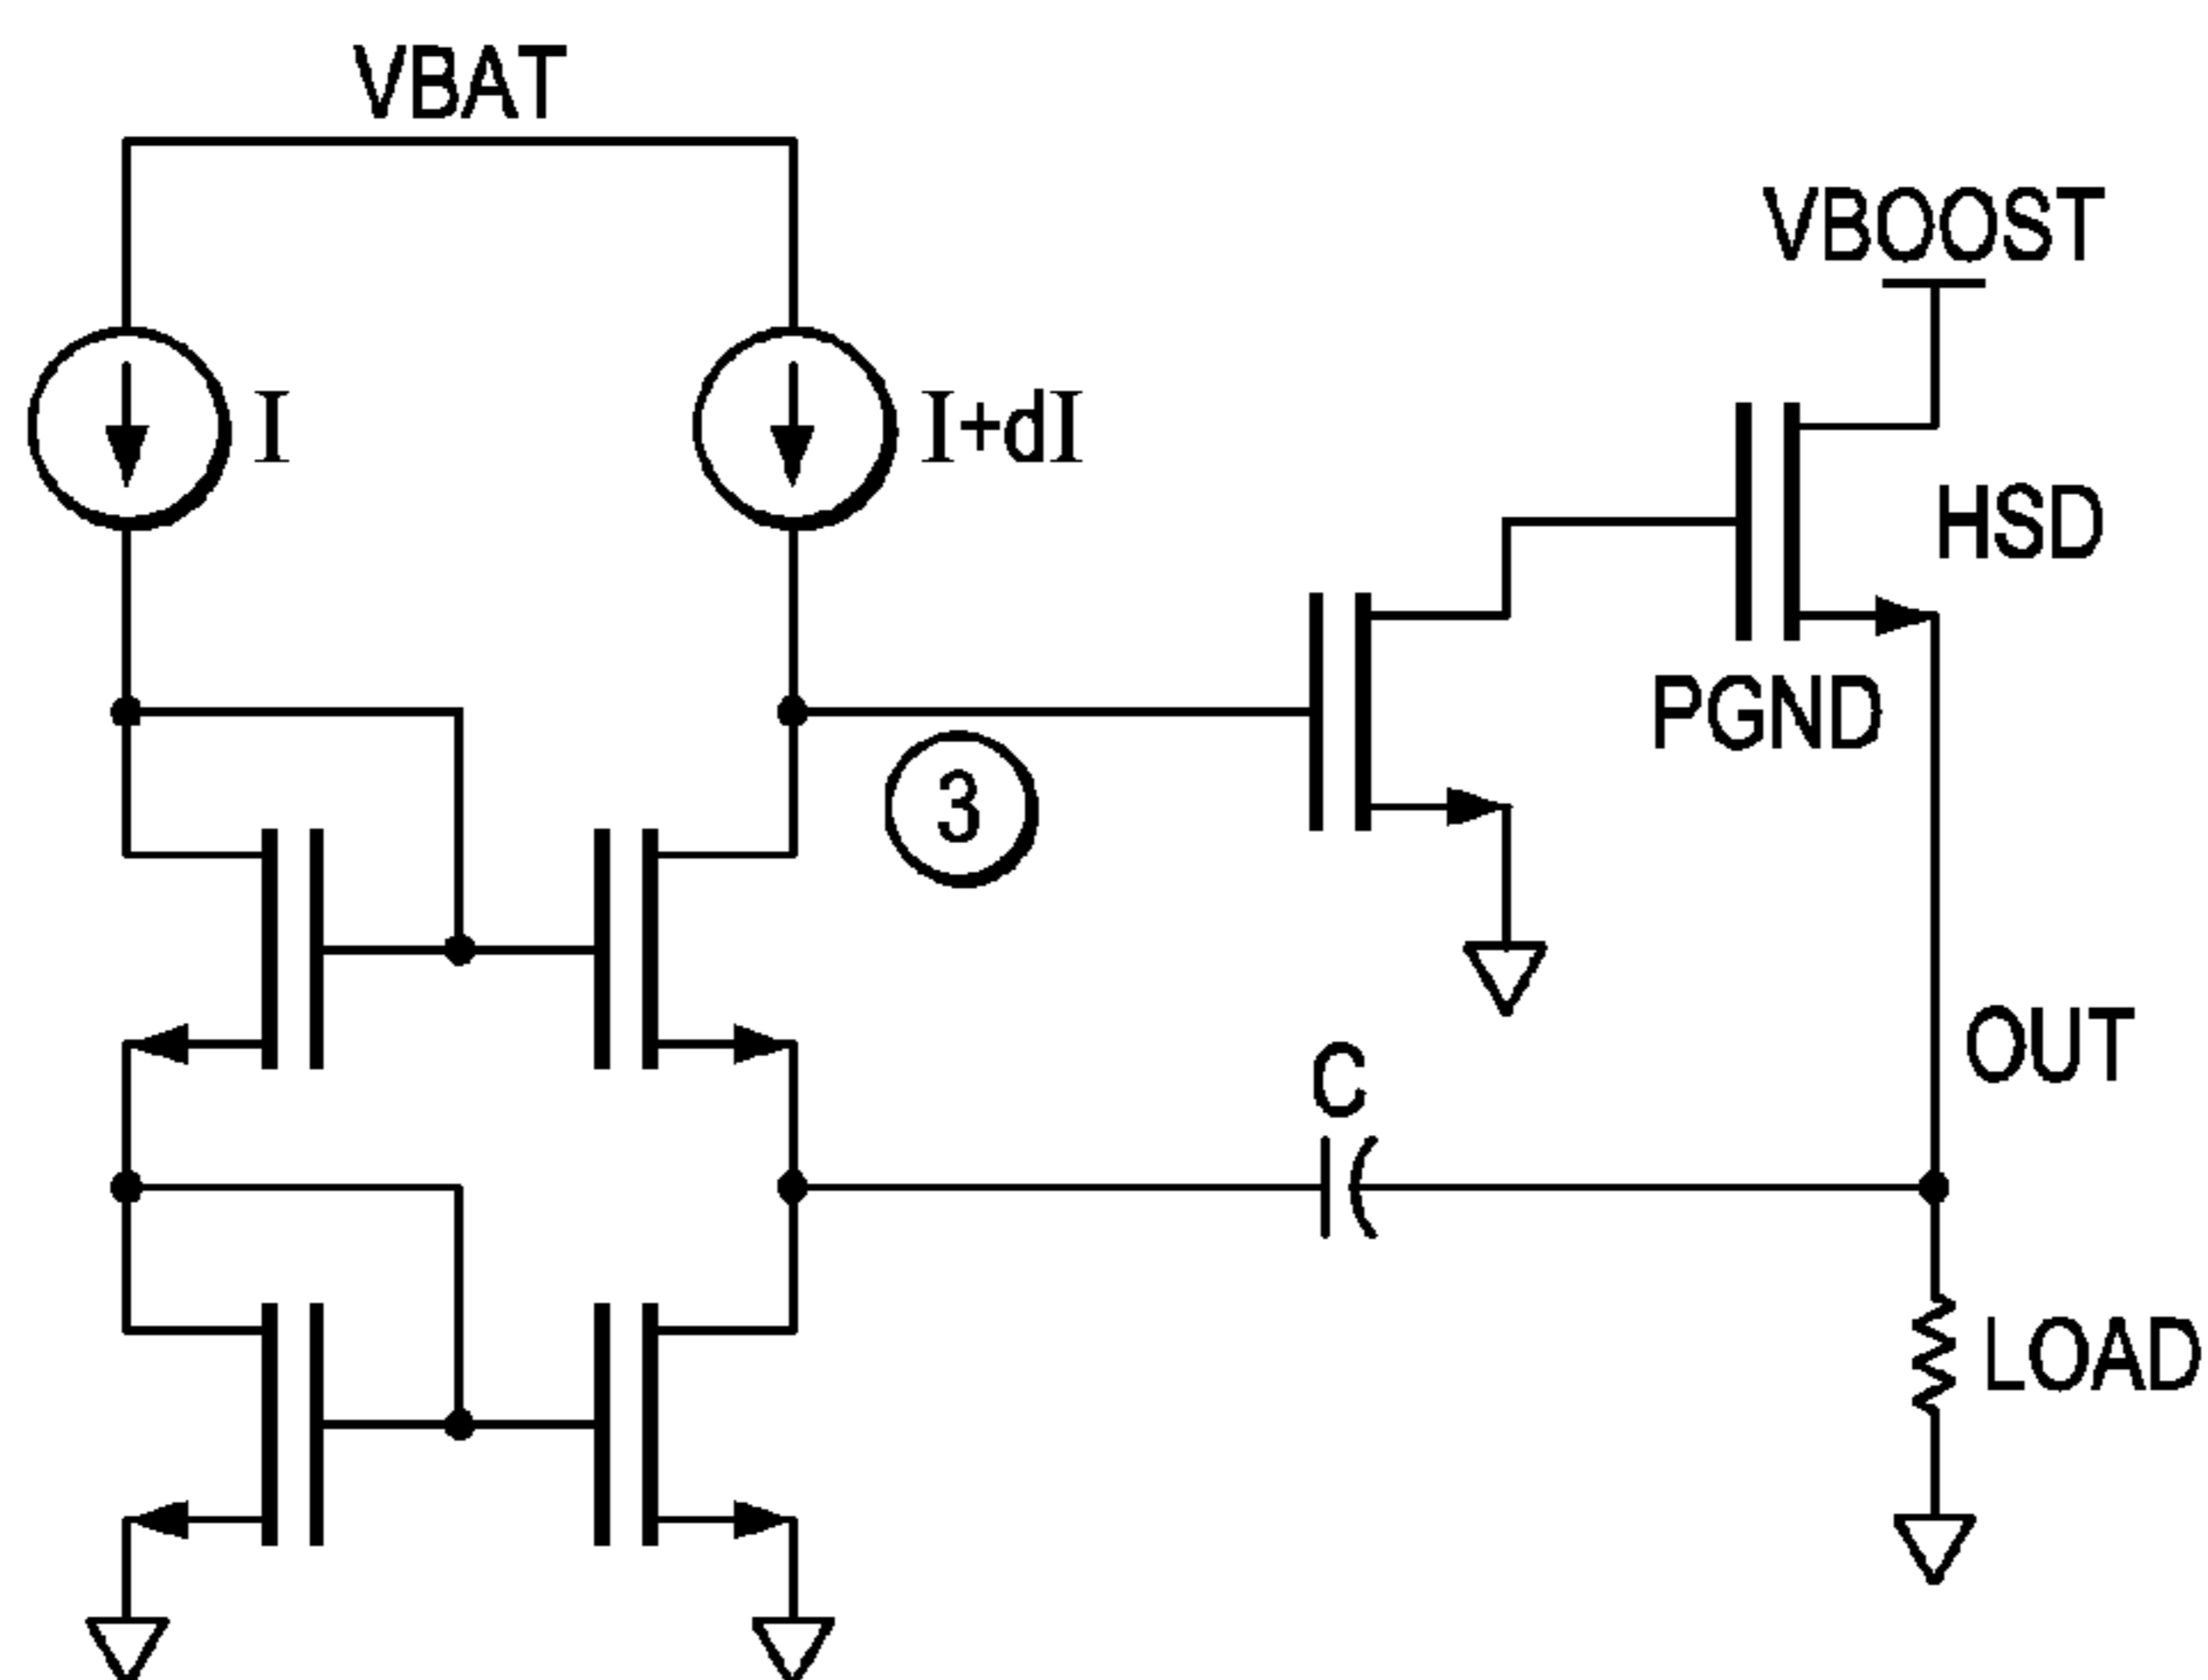 VBAT
VBOOST
I
I+dI
HSD
PGND
3
OUT
C
LOAD